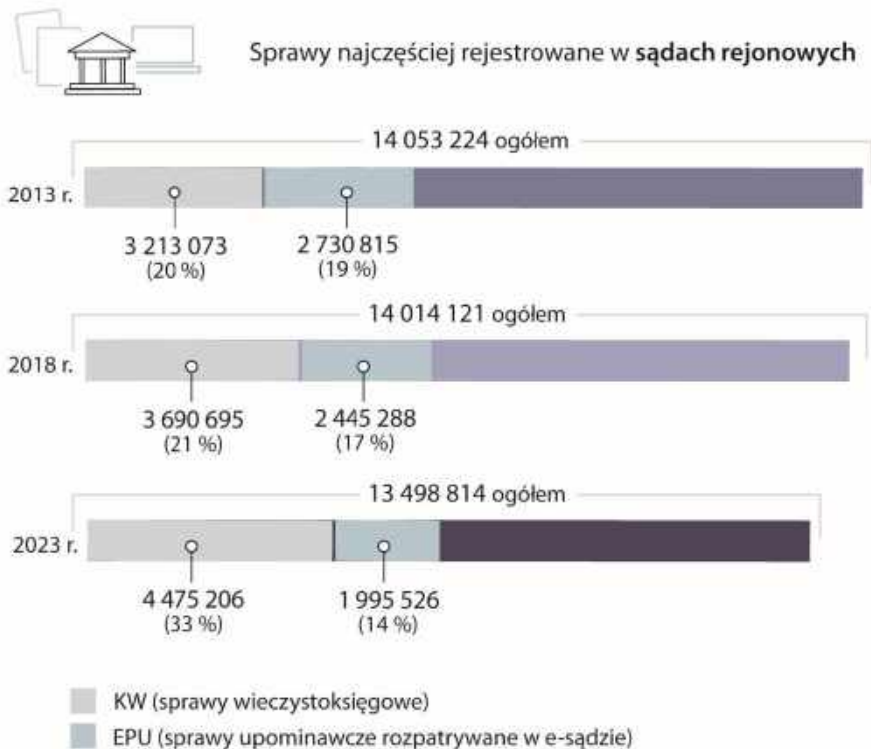 Sprawy najczęściej rejestrowane w sądach rejonowych
14 053 224 ogółem
2013 r.
3 213 073 2 730 815
(20 %) (19 %)
14 014 121 ogółem
2018 r.
3 690 695 2 445 288
(21 %) (17 %)
13 498 814 ogółem
2023 r.
4 475 206 1 995 526
(33 %) (14 %)
KW (sprawy wieczystoksięgowe)
EPU (sprawy upominawcze rozpatrywane w e-sądzie)